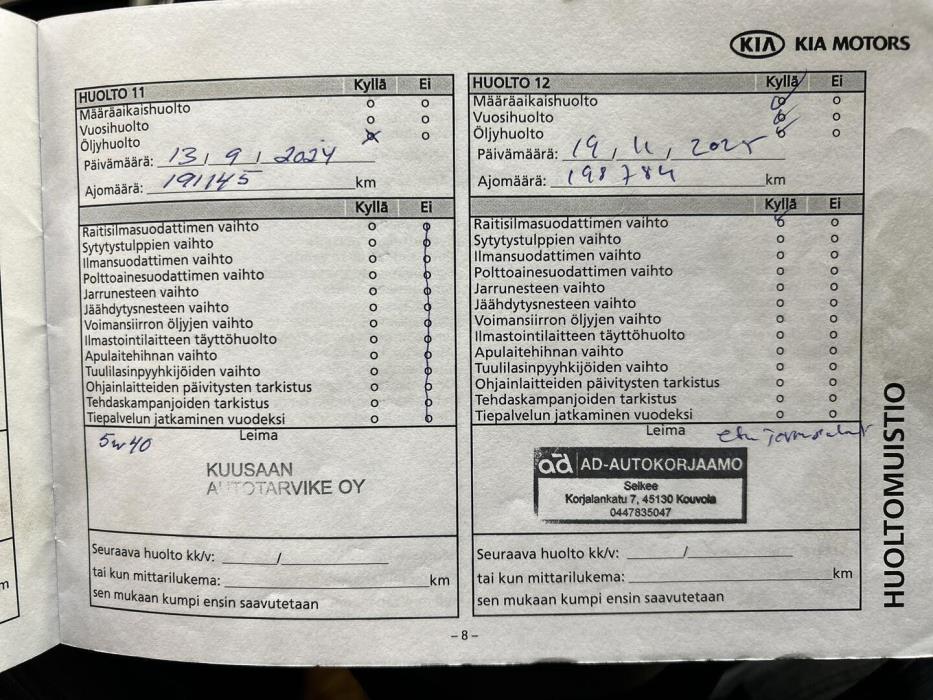 KIA KIA MOTORS
HUOLTO 11 Kyllä Ei
Määräaikaishuolto
Vuosihuolto
Öljyhuolto
Päivämäärä: 13 / 9 / 2024
Ajomäärä: 191145 km
Kyllä Ei
Raitisilmasuodattimen vaihto
Sytytystulppien vaihto
Ilmansuodattimen vaihto
Polttoainesuodattimen vaihto
Jarrunesteen vaihto
Jäähdytysnesteen vaihto
Voimansiirron öljyjen vaihto
Ilmastointilaitteen täyttöhuolto
Apulaitehihnan vaihto
Tuulilasinpyyhkijöiden vaihto
Ohjainlaitteiden päivitysten tarkistus
Tehdaskampanjoiden tarkistus
Tiepalvelun jatkaminen vuodeksi
Leima
5w40
KUUSAAN
AUTOTARVIKE OY
Seuraava huolto kk/v: /
tai kun mittarilukema: km
sen mukaan kumpi ensin saavutetaan
HUOLTO 12 Kyllä Ei
Määräaikaishuolto
Vuosihuolto
Öljyhuolto
Päivämäärä: 19 / 11 / 2025
Ajomäärä: 198784 km
Kyllä Ei
Raitisilmasuodattimen vaihto
Sytytystulppien vaihto
Ilmansuodattimen vaihto
Polttoainesuodattimen vaihto
Jarrunesteen vaihto
Jäähdytysnesteen vaihto
Voimansiirron öljyjen vaihto
Ilmastointilaitteen täyttöhuolto
Apulaitehihnan vaihto
Tuulilasinpyyhkijöiden vaihto
Ohjainlaitteiden päivitysten tarkistus
Tehdaskampanjoiden tarkistus
Tiepalvelun jatkaminen vuodeksi
Leima
ad AD-AUTOKORJAAMO
Selkee
Korjalankatu 7, 45130 Kouvola
0447835047
Seuraava huolto kk/v: /
tai kun mittarilukema: km
sen mukaan kumpi ensin saavutetaan
HUOLTOMUISTIO
– 8 –